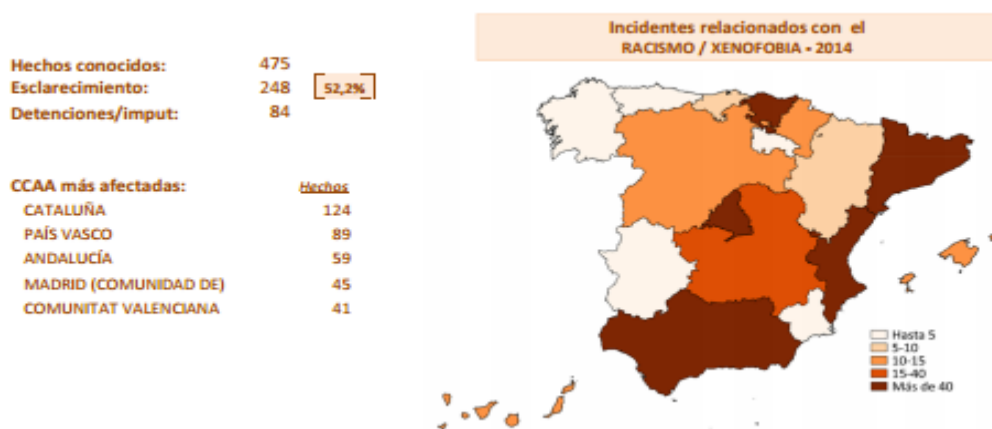 Incidentes relacionados con el
RACISMO / XENOFOBIA - 2014
Hechos conocidos: 475
Esclarecimiento: 248 52,2%
Detenciones/imput: 84
CCAA más afectadas: Hechos
CATALUÑA 124
PAÍS VASCO 89
ANDALUCÍA 59
MADRID (COMUNIDAD DE) 45
COMUNITAT VALENCIANA 41
Hasta 5
5-10
10-15
15-40
Más de 40